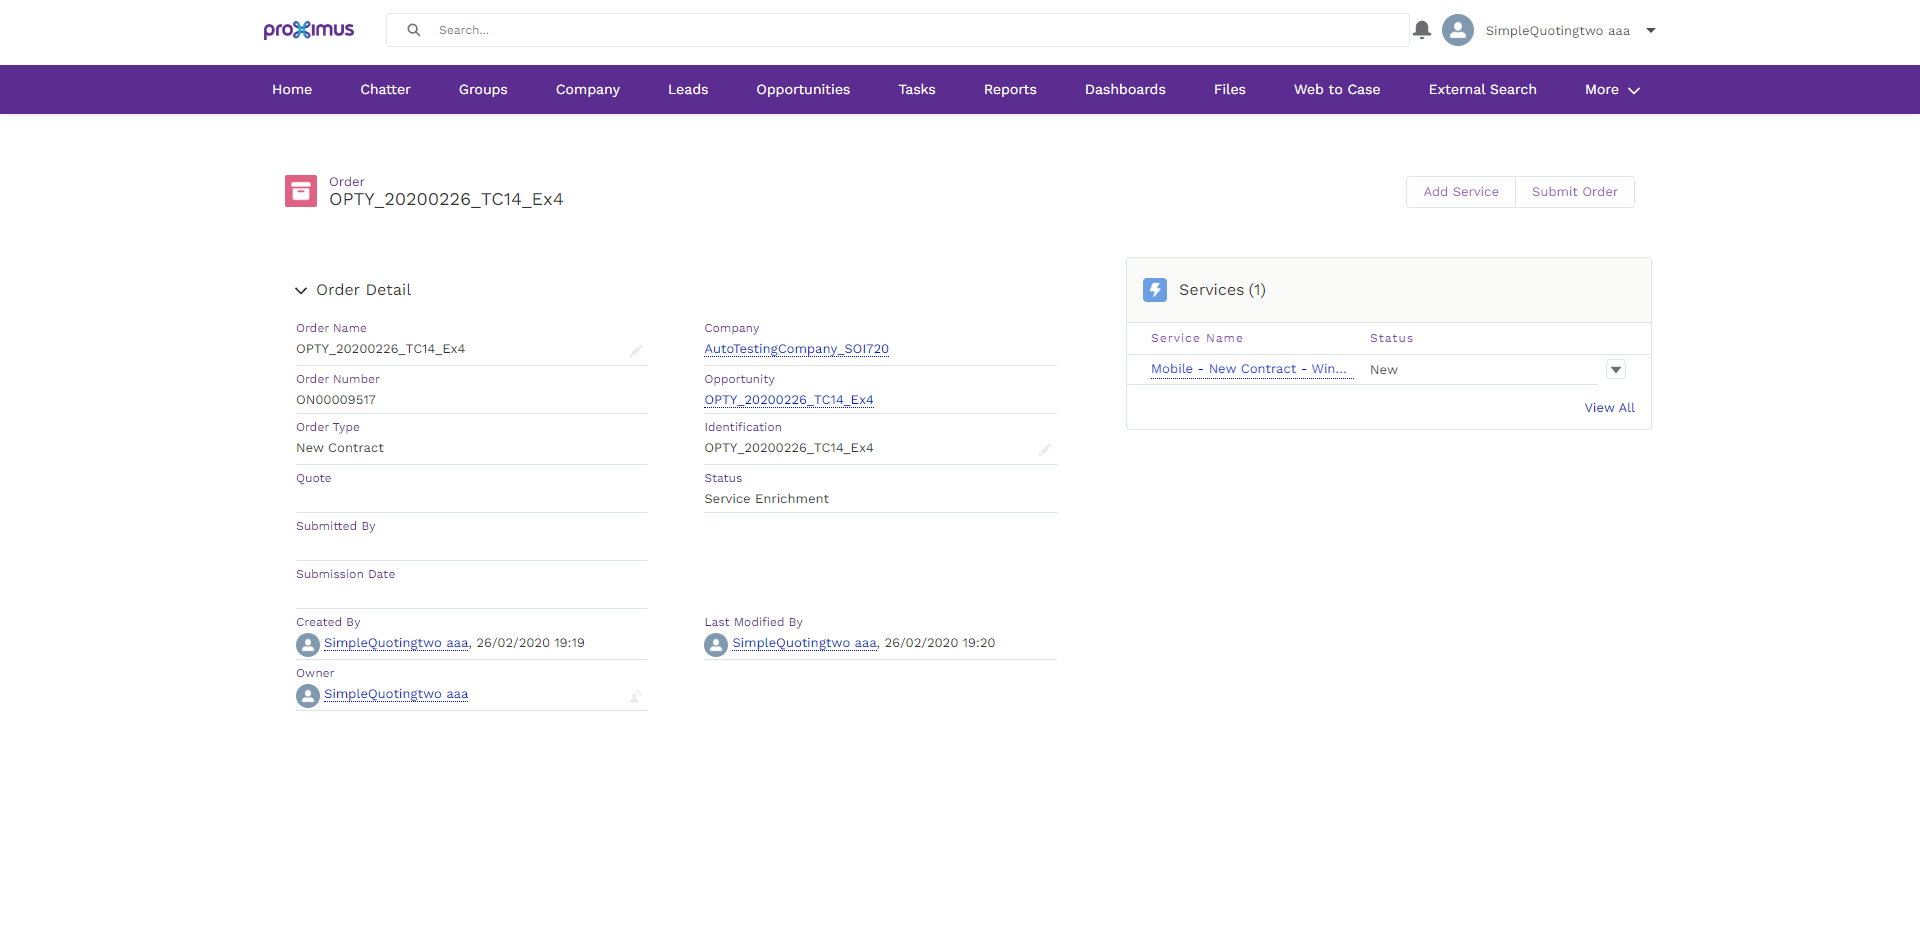 proximus
Search...
SimpleQuotingtwo aaa
Home Chatter Groups Company Leads Opportunities Tasks Reports Dashboards Files Web to Case External Search More
Order
OPTY_20200226_TC14_Ex4
Add Service Submit Order
Order Detail
Order Name
OPTY_20200226_TC14_Ex4
Company
AutoTestingCompany_SOI720
Order Number
ON00009517
Opportunity
OPTY_20200226_TC14_Ex4
Order Type
New Contract
Identification
OPTY_20200226_TC14_Ex4
Quote
Status
Service Enrichment
Submitted By
Submission Date
Created By
SimpleQuotingtwo aaa, 26/02/2020 19:19
Last Modified By
SimpleQuotingtwo aaa, 26/02/2020 19:20
Owner
SimpleQuotingtwo aaa
Services (1)
Service Name Status
Mobile - New Contract - Win... New
View All